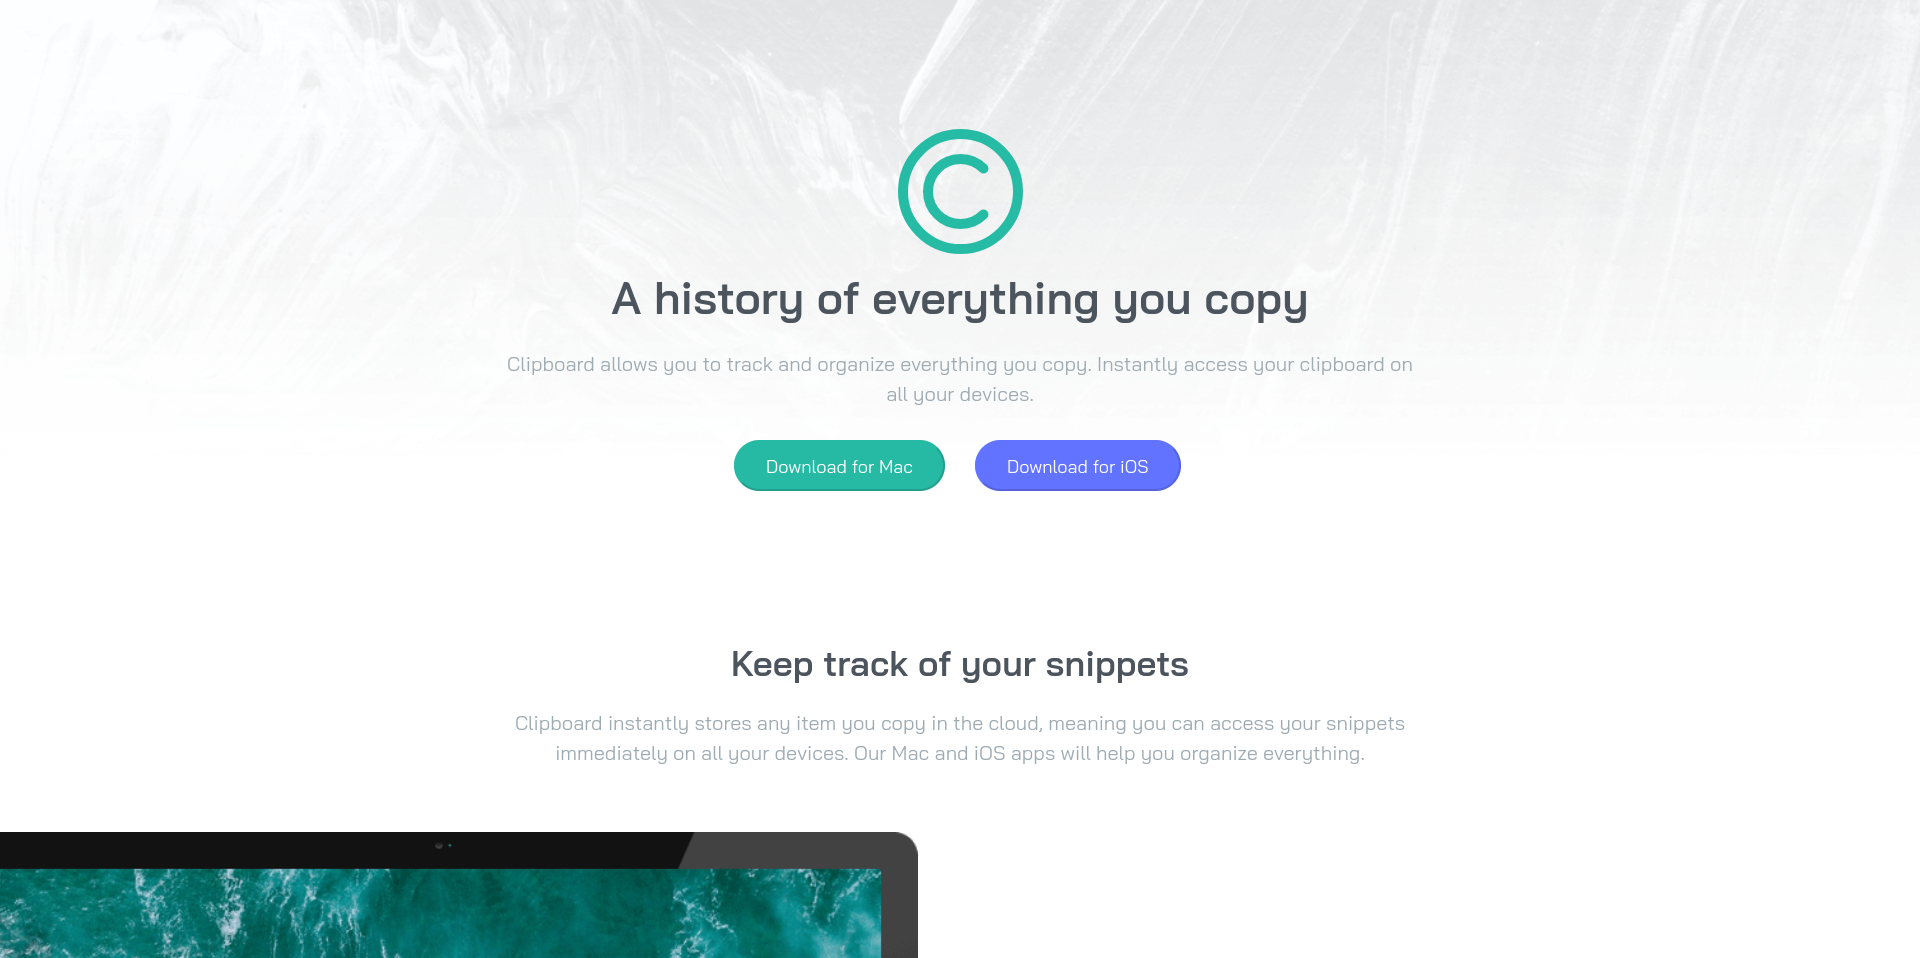 A history of everything you copy
Clipboard allows you to track and organize everything you copy. Instantly access your clipboard on
all your devices.
Download for Mac
Download for iOS
Keep track of your snippets
Clipboard instantly stores any item you copy in the cloud, meaning you can access your snippets
immediately on all your devices. Our Mac and iOS apps will help you organize everything.